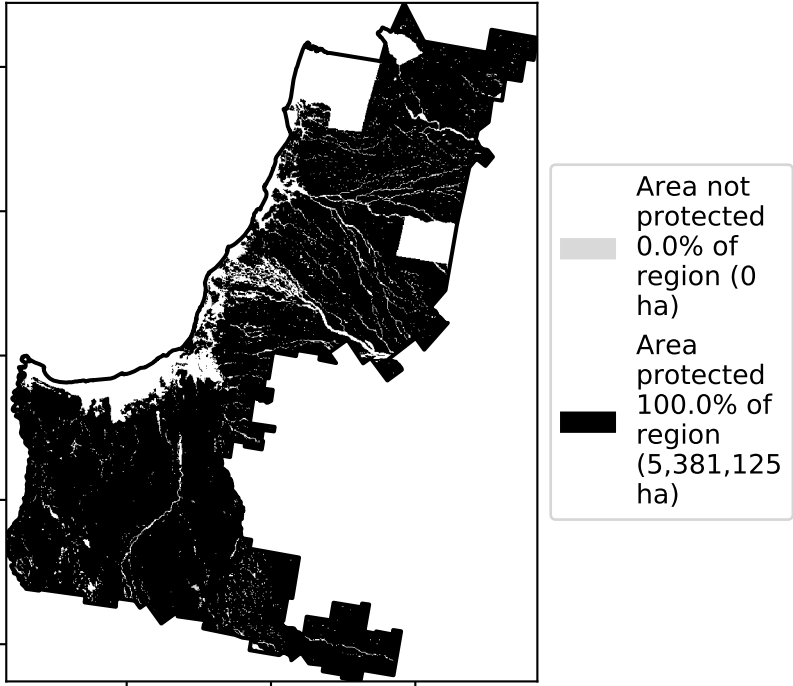 Area not
protected
0.0% of
region (0
ha)
Area
protected
100.0% of
region
(5,381,125
ha)